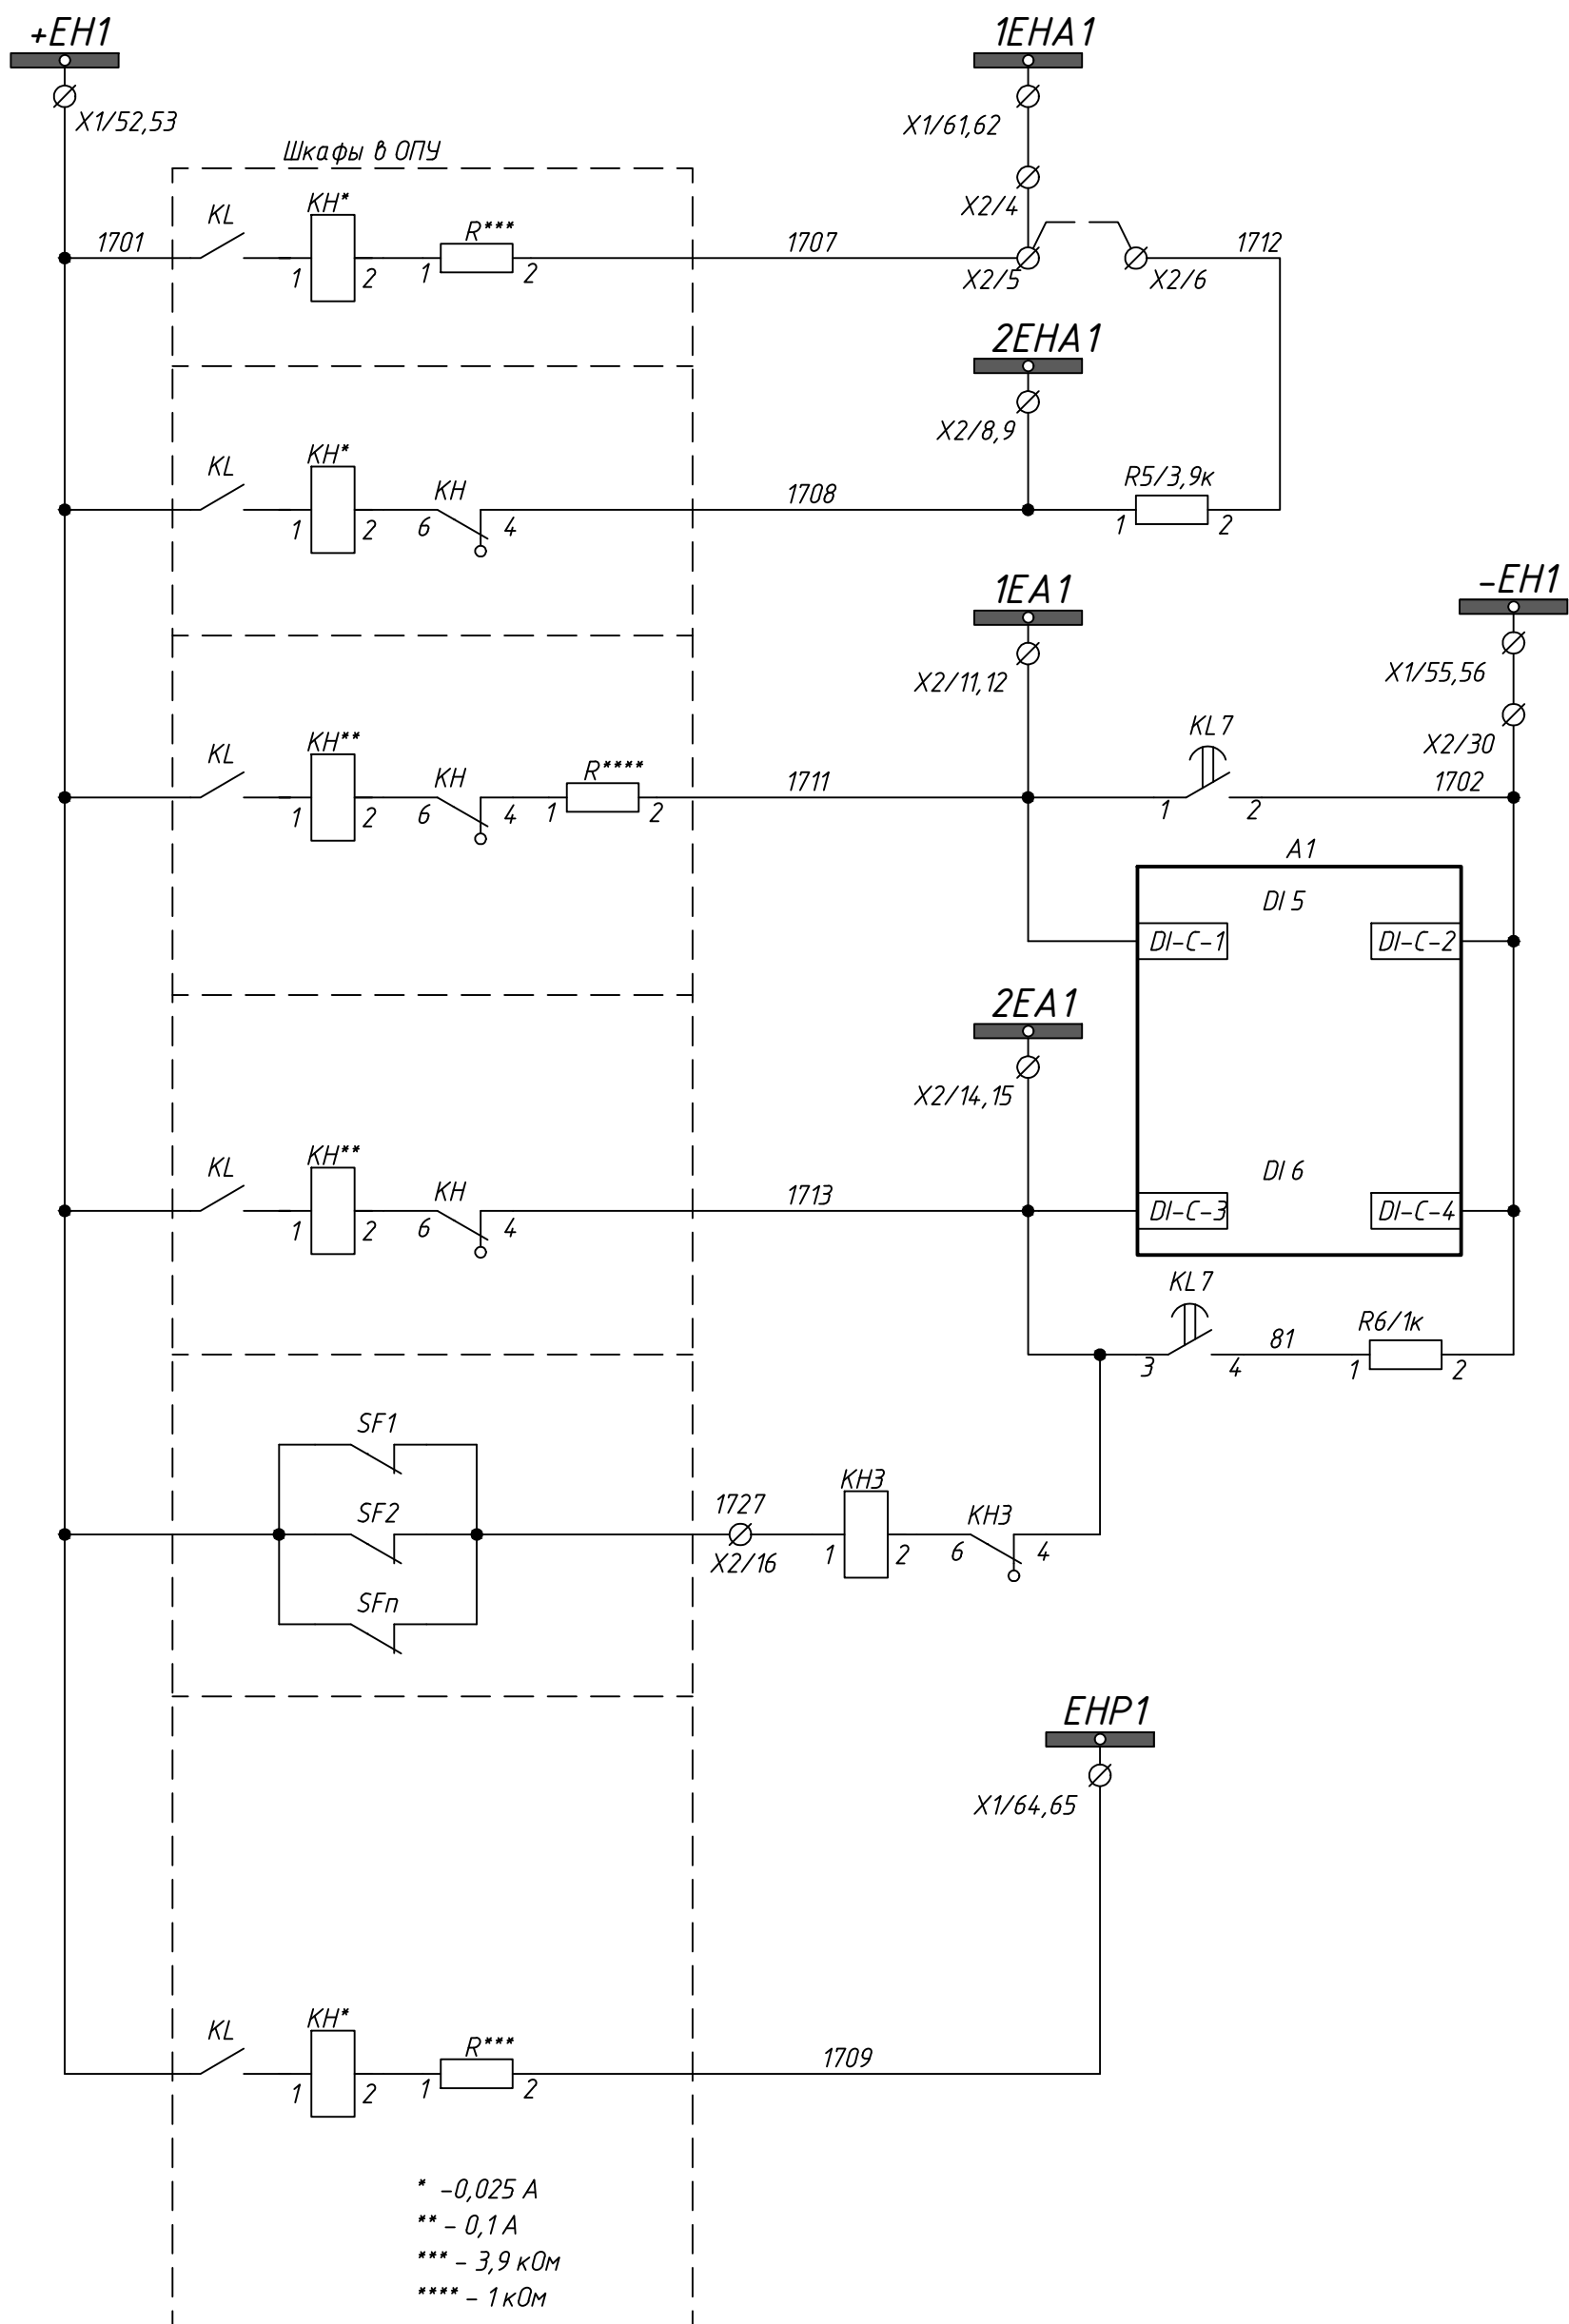 +EH1
1EHA1
X1/52,53
X1/61,62
Шкафы в ОПУ
X2/4
KL
KH*
R***
1701
1
2
1
2
1707
X2/5
X2/6
1712
2EHA1
X2/8,9
KL
KH*
KH
1
2
6
4
1708
R5/3,9к
1
2
1EA1
-EH1
X2/11,12
X1/55,56
X2/30
KL
KH**
KH
R****
1
2
6
4
1
2
1711
KL7
1
2
1702
A1
DI 5
DI-C-1
DI-C-2
2EA1
X2/14,15
KL
KH**
KH
1
2
6
4
1713
DI 6
DI-C-3
DI-C-4
KL7
3
4
81
R6/1к
1
2
SF1
SF2
SFn
1727
X2/16
KH3
1
2
KH3
6
4
EHP1
X1/64,65
KL
KH*
R***
1
2
1
2
1709
* -0,025 А
** - 0,1 А
*** - 3,9 кОм
**** - 1 кОм